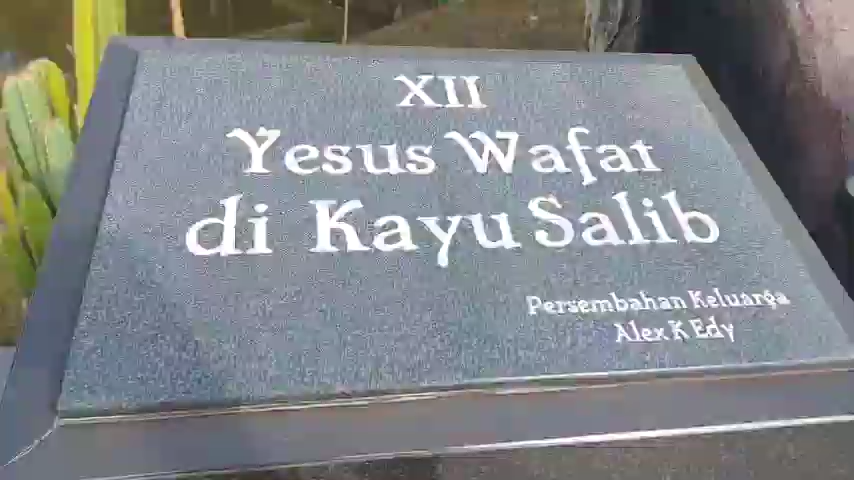 XII
Yesus Wafat
di Kayu Salib
Persembahan Keluarga
Alex K Edy